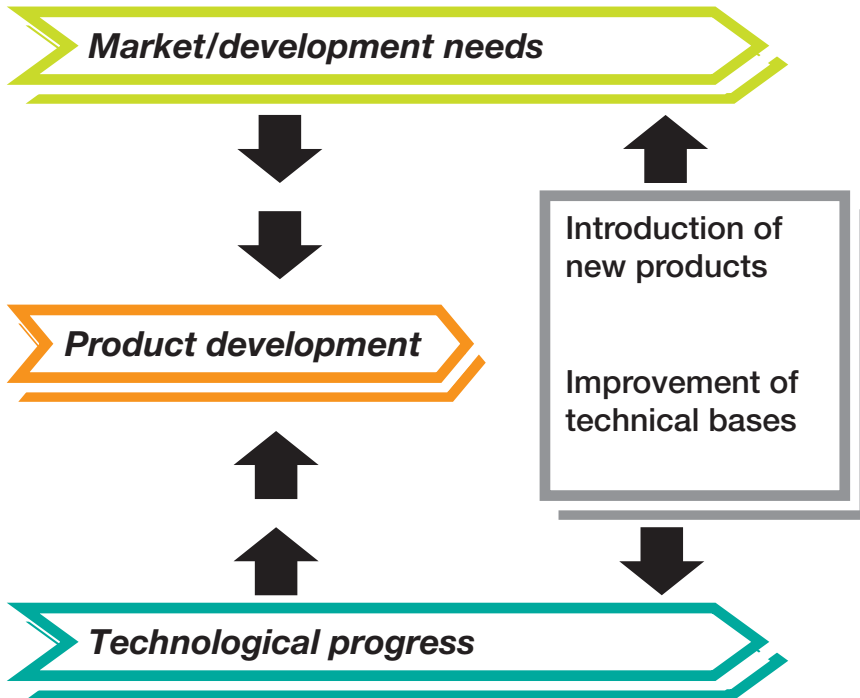 Market/development needs
Introduction of
new products
Product development
Improvement of
technical bases
Technological progress